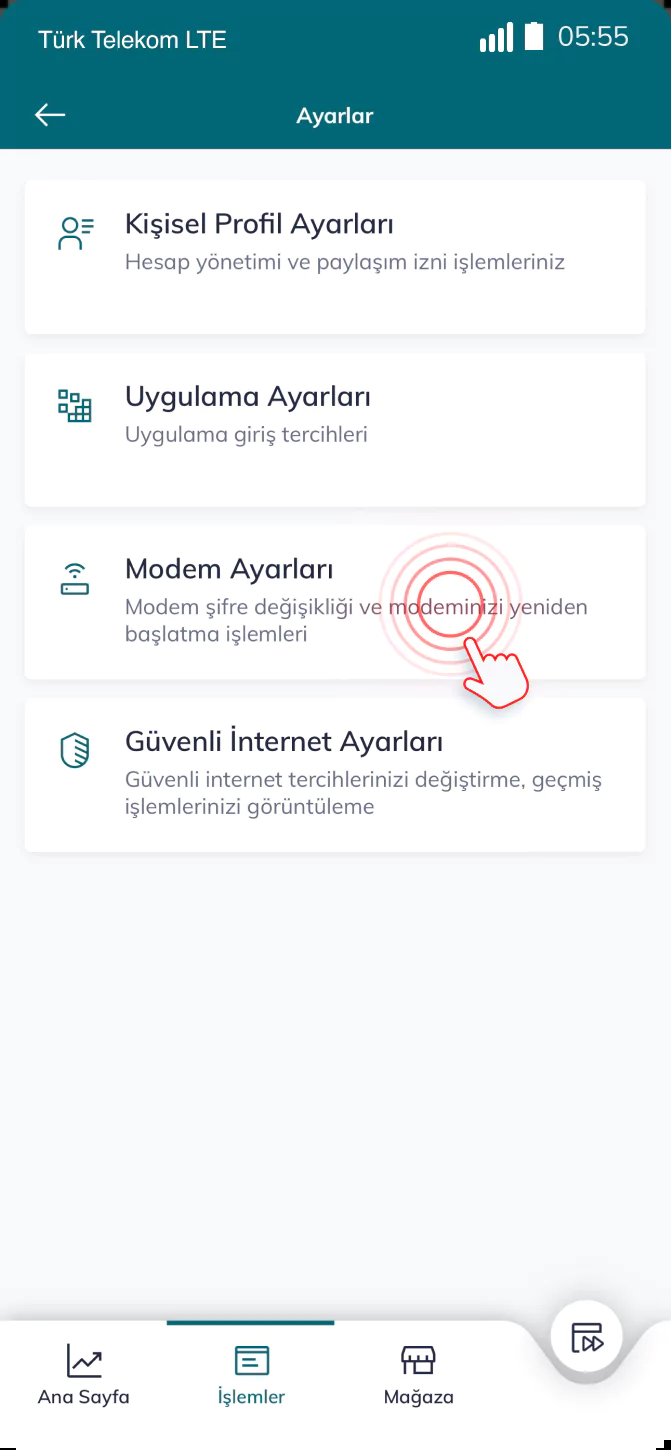 Türk Telekom LTE
05:55
Ayarlar
Kişisel Profil Ayarları
Hesap yönetimi ve paylaşım izni işlemleriniz
Uygulama Ayarları
Uygulama giriş tercihleri
Modem Ayarları
Modem şifre değişikliği ve modeminizi yeniden
başlatma işlemleri
Güvenli İnternet Ayarları
Güvenli internet tercihlerinizi değiştirme, geçmiş
işlemlerinizi görüntüleme
Ana Sayfa
İşlemler
Mağaza